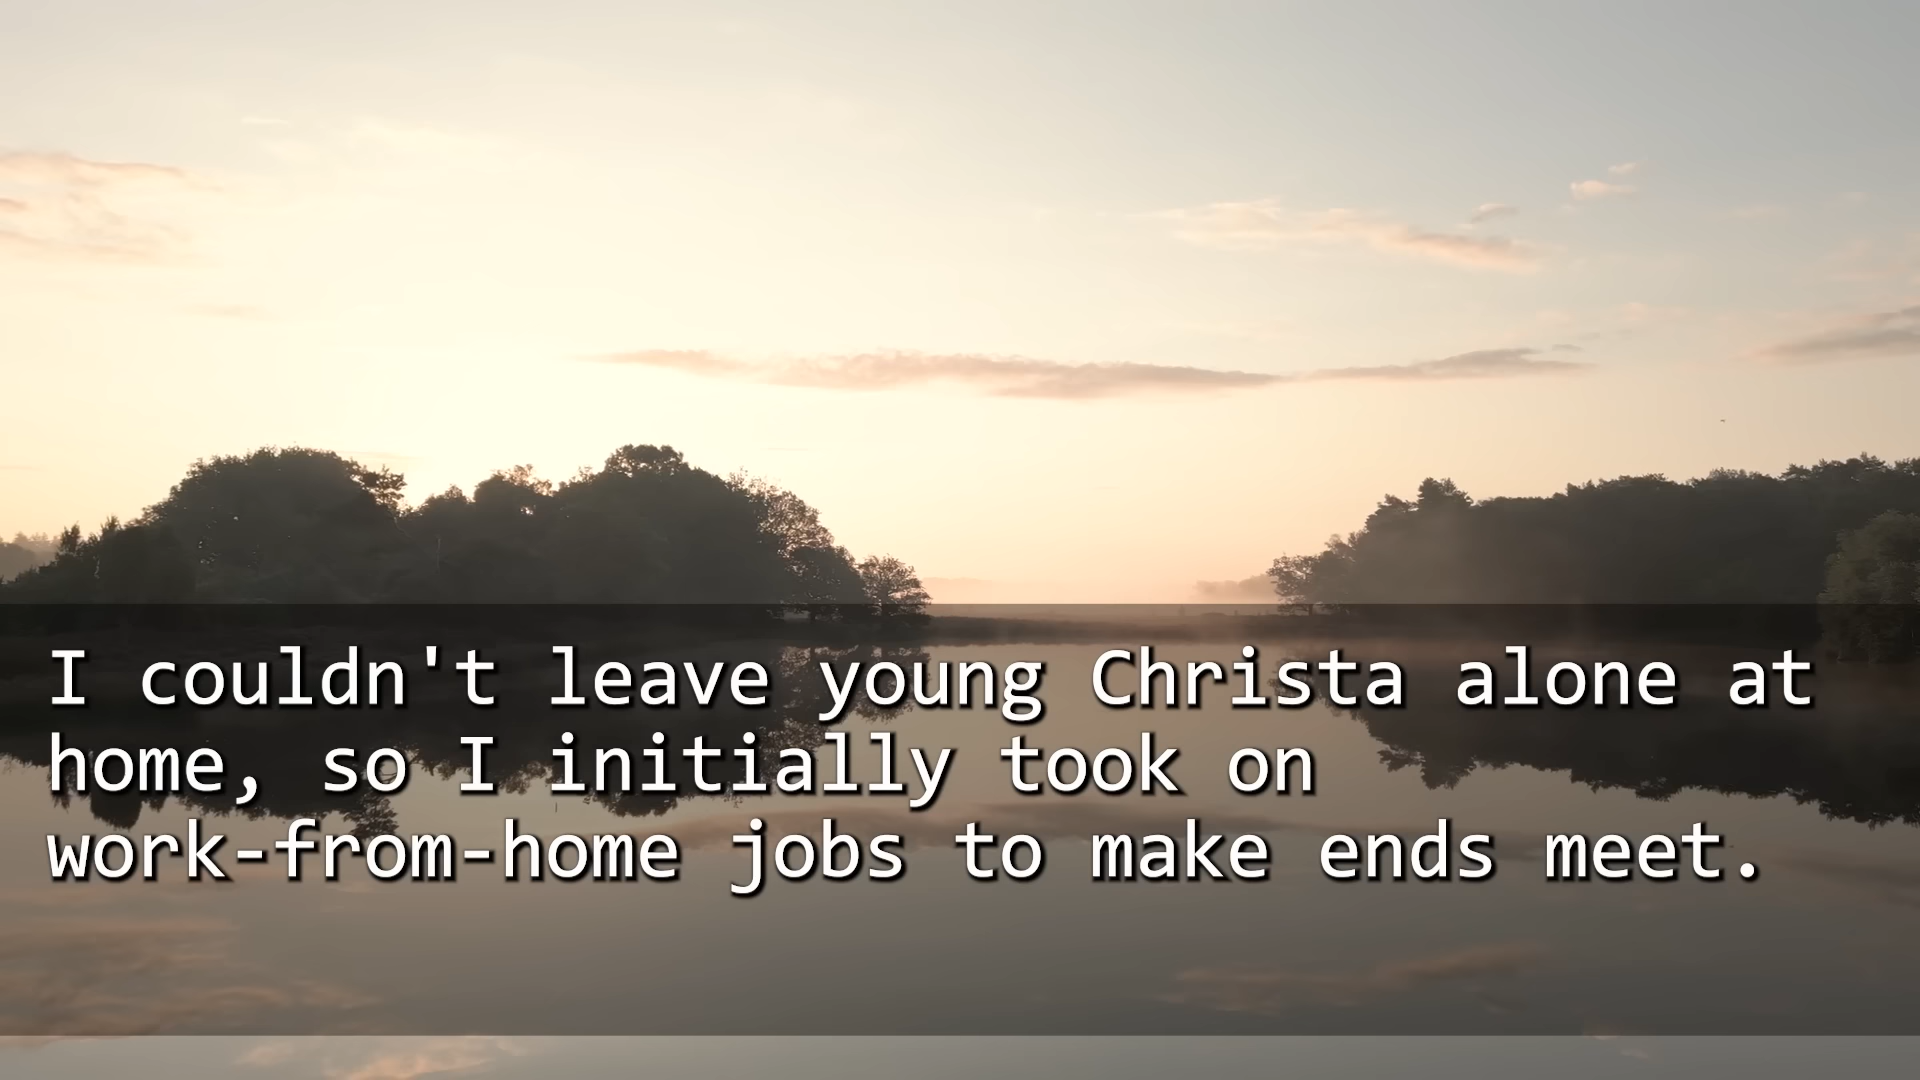 I couldn't leave young Christa alone at
home, so I initially took on
work-from-home jobs to make ends meet.